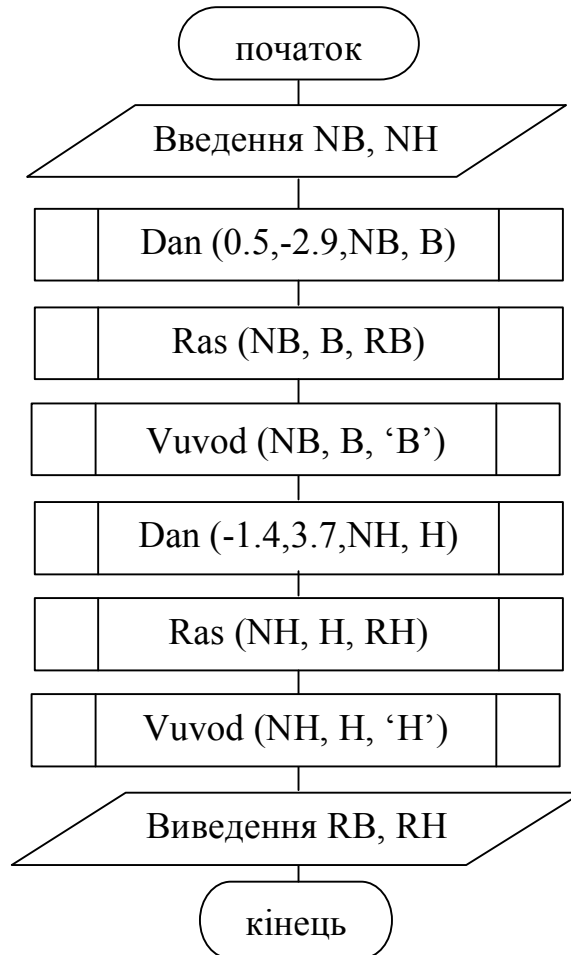 початок
Введення NB, NH
Dan (0.5,-2.9,NB, B)
Ras (NB, B, RB)
Vuvod (NB, B, ‘B’)
Dan (-1.4,3.7,NH, H)
Ras (NH, H, RH)
Vuvod (NH, H, ‘H’)
Виведення RB, RH
кінець